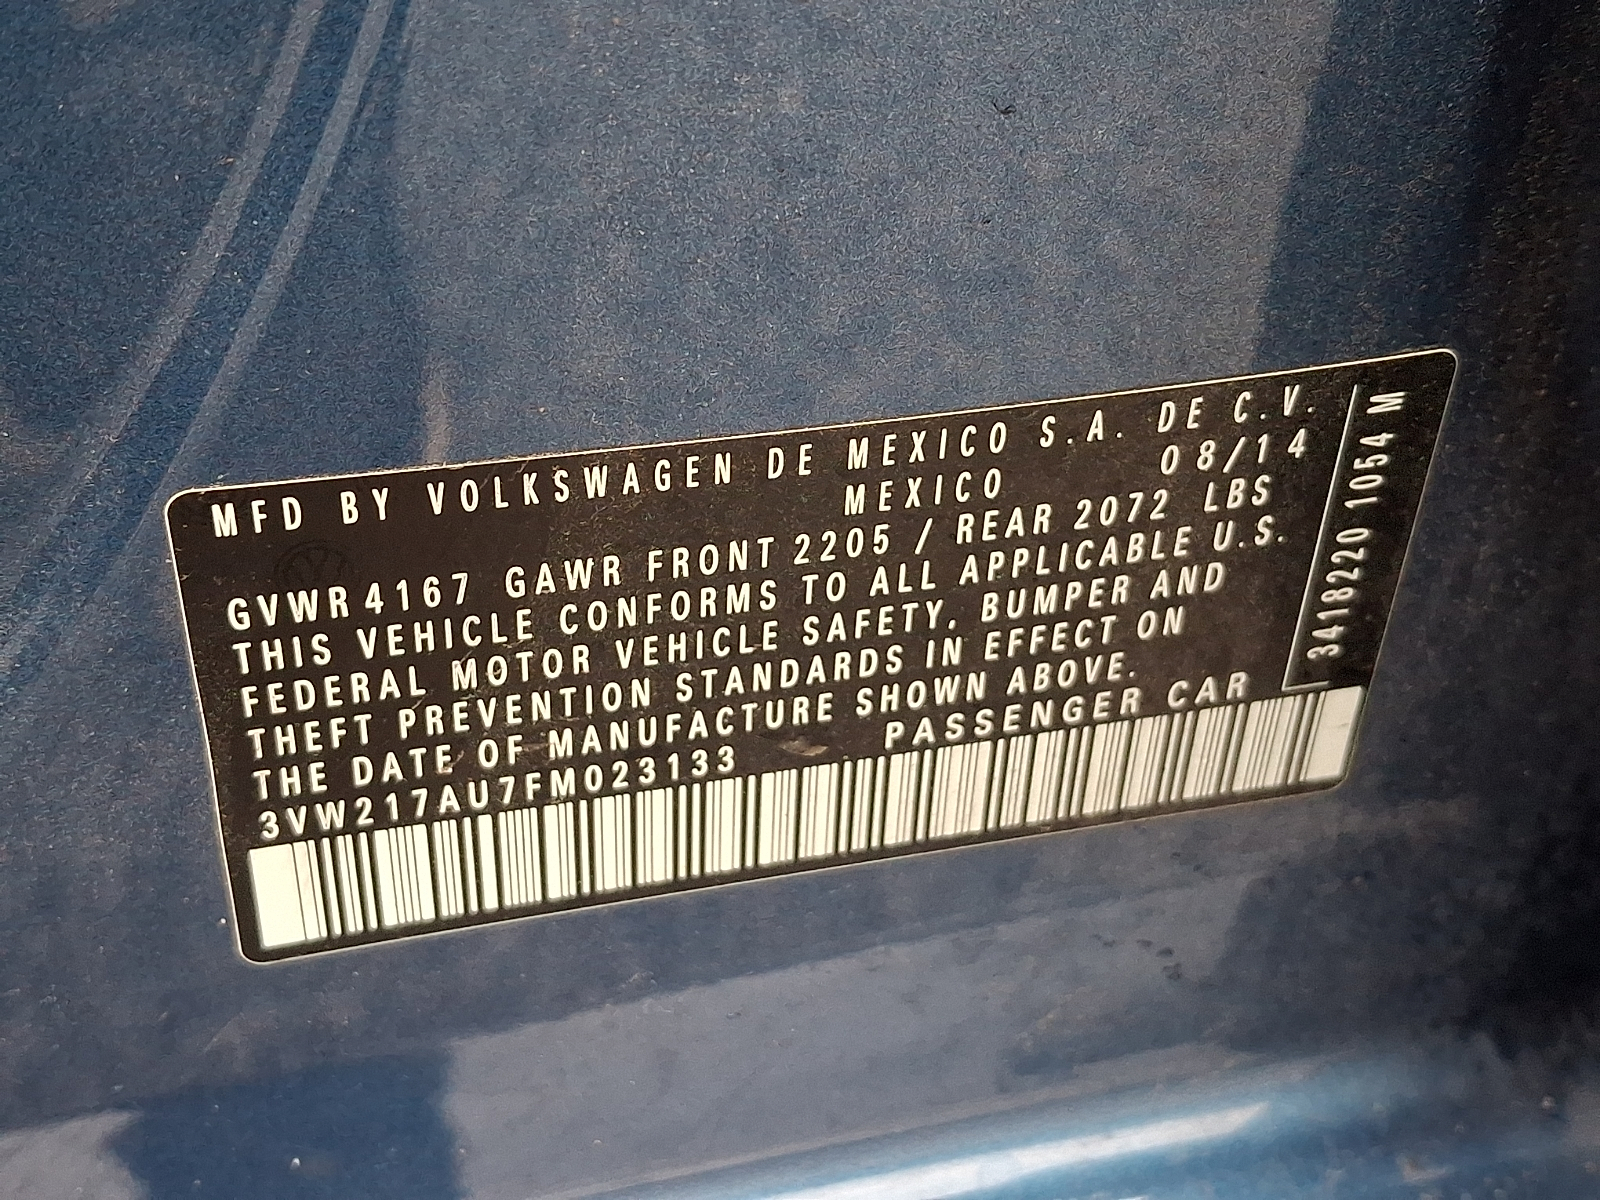 MFD BY VOLKSWAGEN DE MEXICO S.A. DE C.V.
MEXICO 08/14
GVWR 4167 GAWR FRONT 2205 / REAR 2072 LBS
THIS VEHICLE CONFORMS TO ALL APPLICABLE U.S.
FEDERAL MOTOR VEHICLE SAFETY, BUMPER AND
THEFT PREVENTION STANDARDS IN EFFECT ON
THE DATE OF MANUFACTURE SHOWN ABOVE.
3VW217AU7FM023133 PASSENGER CAR
3418220 1054 M